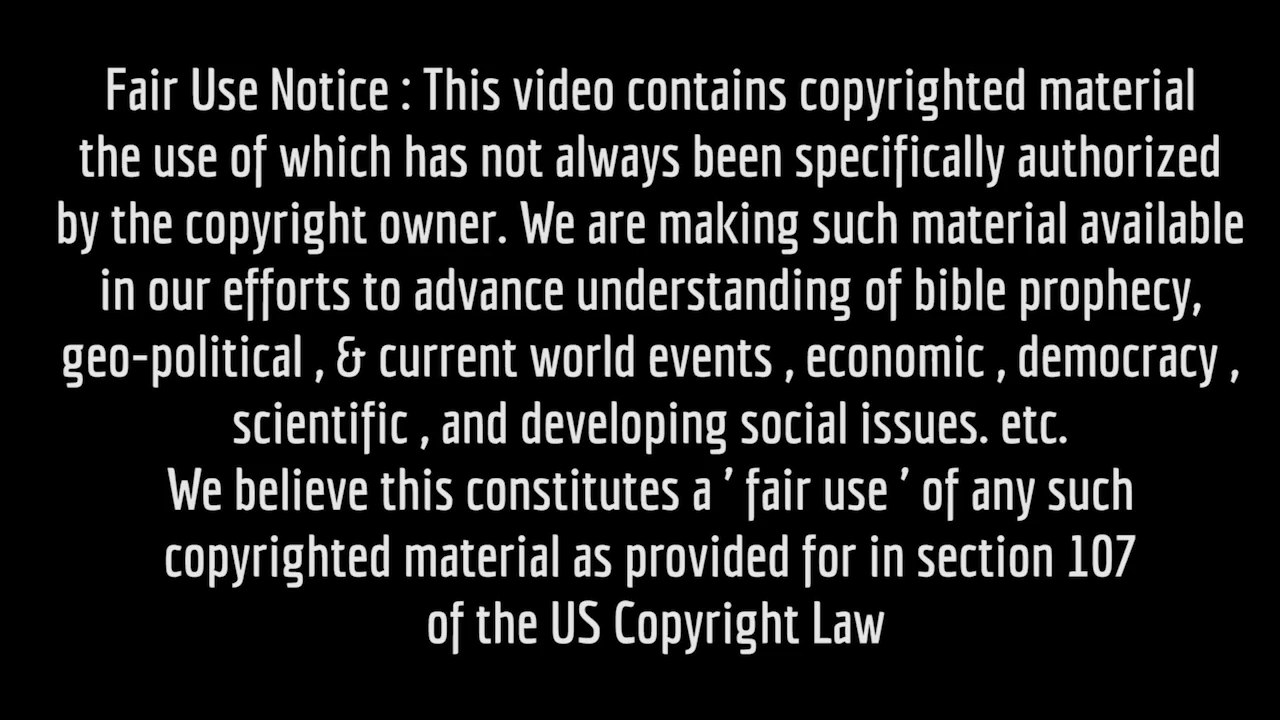 Fair Use Notice : This video contains copyrighted material
the use of which has not always been specifically authorized
by the copyright owner. We are making such material available
in our efforts to advance understanding of bible prophecy,
geo-political , & current world events , economic , democracy ,
scientific , and developing social issues. etc.
We believe this constitutes a ’ fair use ’ of any such
copyrighted material as provided for in section 107
of the US Copyright Law